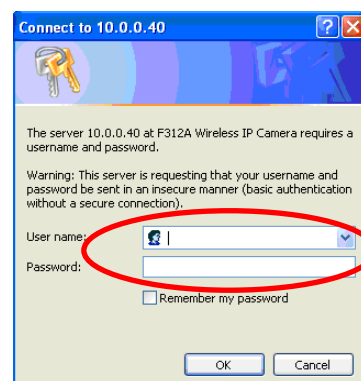 Connect to 10.0.0.40
The server 10.0.0.40 at F312A Wireless IP Camera requires a
username and password.
Warning: This server is requesting that your username and
password be sent in an insecure manner (basic authentication
without a secure connection).
User name:
Password:
Remember my password
OK Cancel